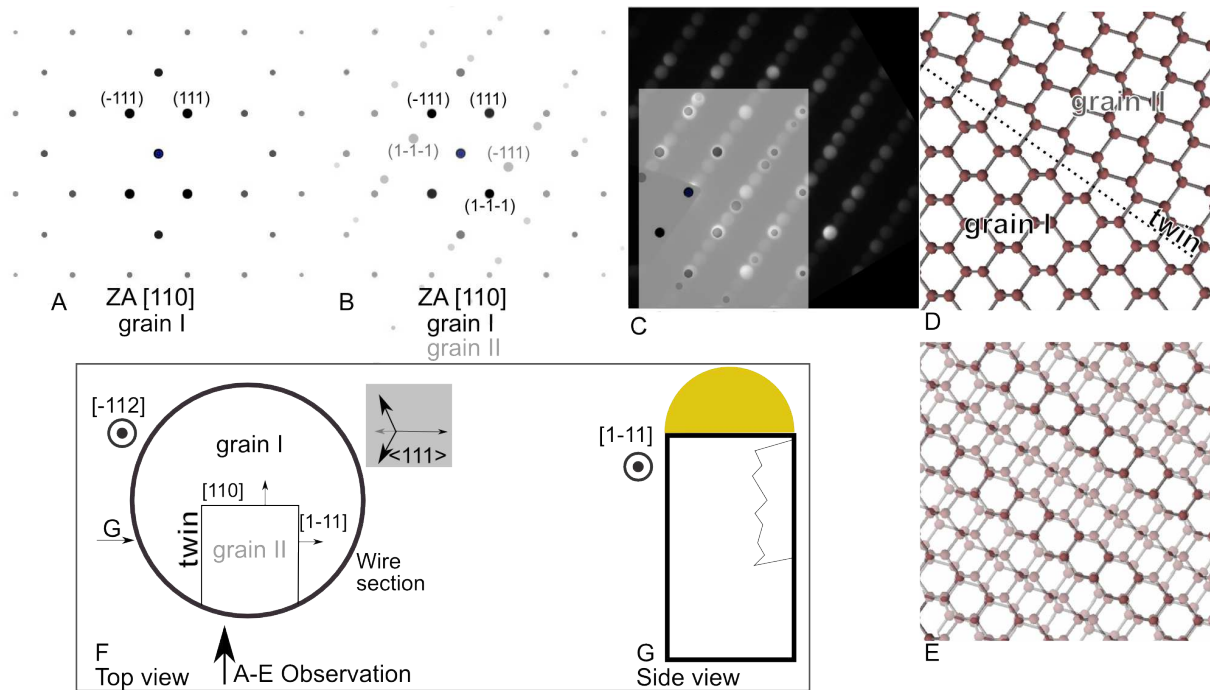 (-111) (111)
A
ZA [110]
grain I
(-111) (111)
(1-1-1) (-111)
(1-1-1)
B
ZA [110]
grain I
grain II
C
grain II
grain I
twin
D
E
[-112]
grain I
<111>
[110]
G
twin
grain II
[1-11]
Wire
section
F
Top view
A-E Observation
[1-11]
G
Side view